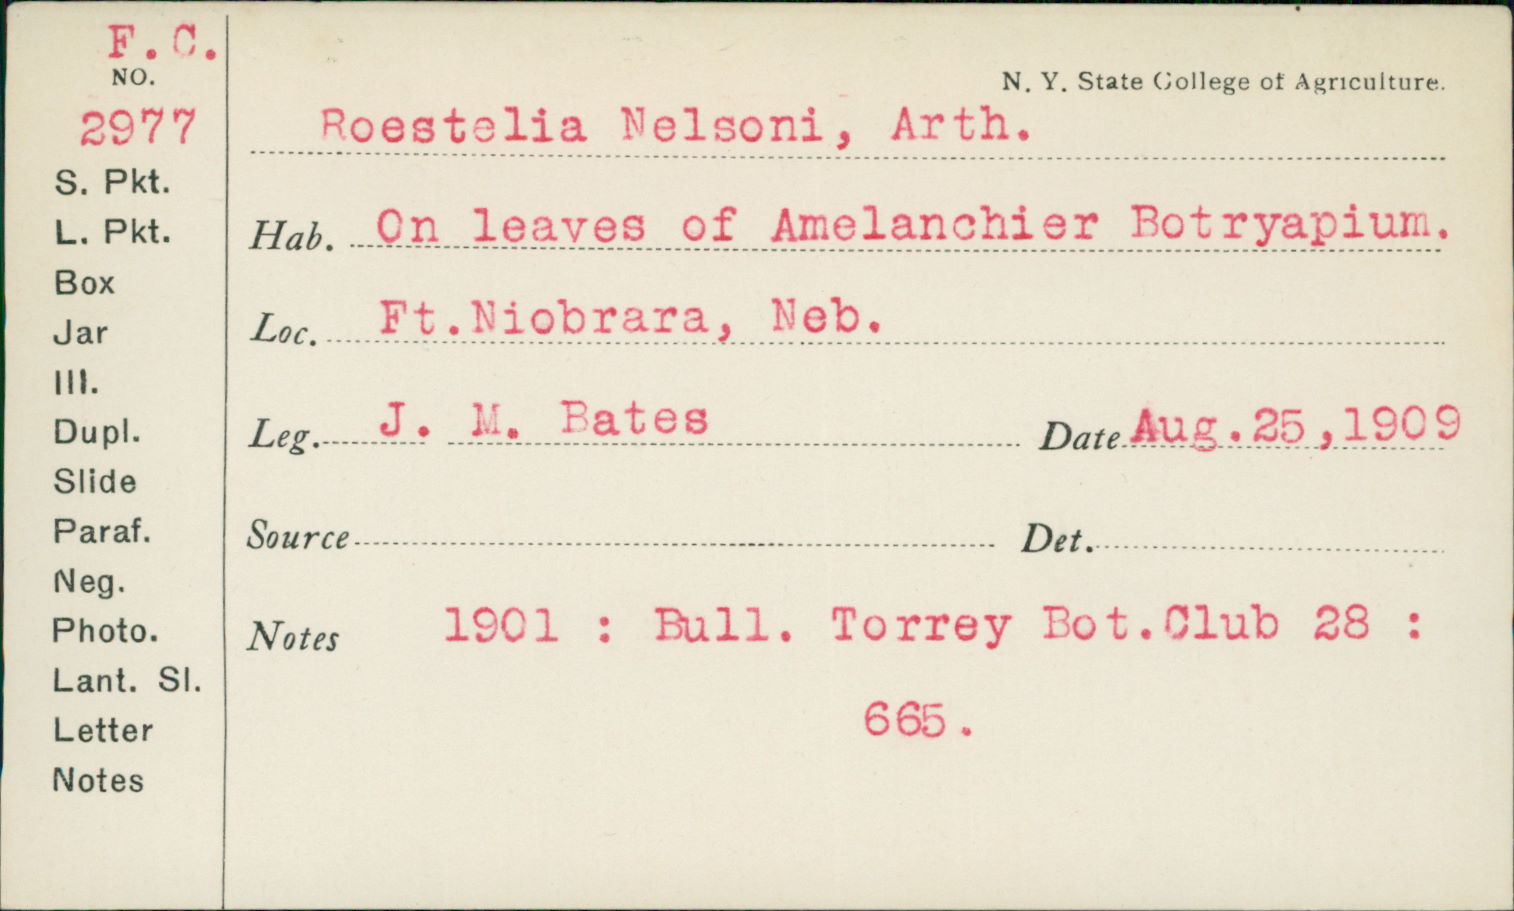 F.C.
NO.
2977
S. Pkt.
L. Pkt.
Box
Jar
Ill.
Dupl.
Slide
Paraf.
Neg.
Photo.
Lant. Sl.
Letter
Notes
N. Y. State College of Agriculture.
Roestelia Nelsoni, Arth.
Hab. On leaves of Amelanchier Botryapium.
Loc. Ft.Niobrara, Neb.
Leg. J. M. Bates Date Aug.25,1909
Source Det.
Notes 1901 : Bull. Torrey Bot.Club 28 :
665.